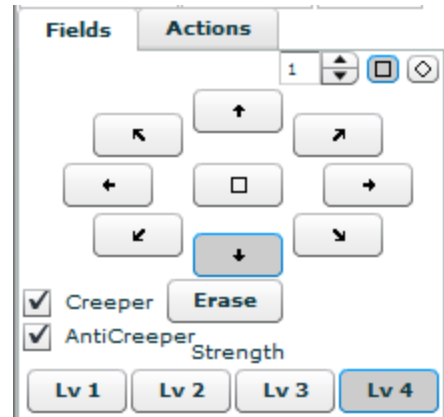 Fields Actions
1
Creeper Erase
AntiCreeper
Strength
Lv 1 Lv 2 Lv 3 Lv 4